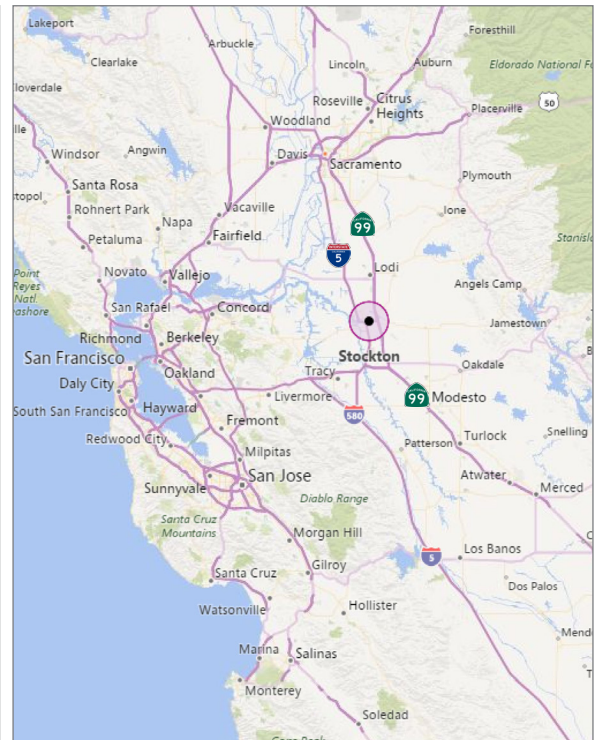 Lakeport
Foresthill
Arbuckle
Clearlake
Lincoln
Auburn
Eldorado National Fo
loverdale
Roseville
Citrus
Heights
Placerville
50
lle
Woodland
Windsor
Angwin
Davis
Sacramento
Santa Rosa
Plymouth
stopol
Rohnert Park
Napa
Vacaville
Ione
99
Petaluma
Fairfield
Stanisl
5
Point
Reyes
Natl.
ashore
Novato
Vallejo
Lodi
Angels Camp
San Rafael
Concord
Jamestown
Richmond
Berkeley
San Francisco
Stockton
Oakland
Tracy
Oakdale
Daly City
Livermore
99
Modesto
South San Francisco
Hayward
580
Fremont
Turlock
Snelling
Redwood City
Patterson
Milpitas
Atwater
San Jose
Merced
Sunnyvale
Diablo Range
Santa Cruz
Mountains
Morgan Hill
Los Banos
5
Gilroy
Santa Cruz
Dos Palos
Watsonville
Hollister
Mend
Marina
Salinas
Monterey
Soledad